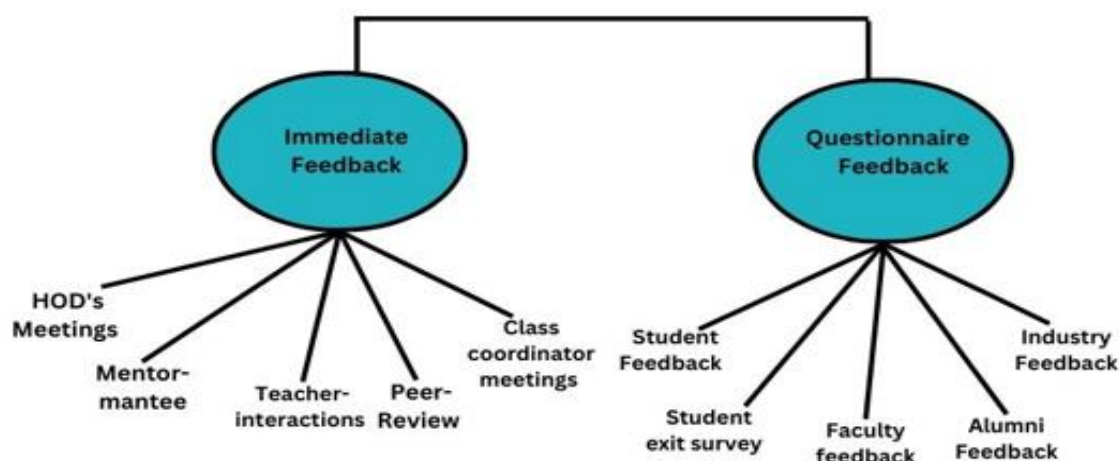 Immediate
Feedback
Questionnaire
Feedback
HOD's
Meetings
Mentor-
mantee
Teacher-
interactions
Peer-
Review
Class
coordinator
meetings
Student
Feedback
Student
exit survey
Faculty
feedback
Alumni
Feedback
Industry
Feedback